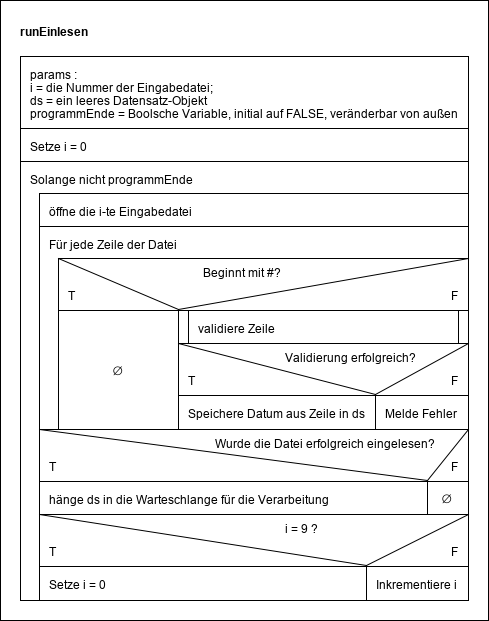 runEinlesen
params :
i = die Nummer der Eingabedatei;
ds = ein leeres Datensatz-Objekt
programmEnde = Boolsche Variable, initial auf FALSE, veränderbar von außen
Setze i = 0
Solange nicht programmEnde
öffne die i-te Eingabedatei
Für jede Zeile der Datei
Beginnt mit #?
T F
∅
validiere Zeile
Validierung erfolgreich?
T F
Speichere Datum aus Zeile in ds Melde Fehler
Wurde die Datei erfolgreich eingelesen?
T F
hänge ds in die Warteschlange für die Verarbeitung ∅
i = 9 ?
T F
Setze i = 0 Inkrementiere i